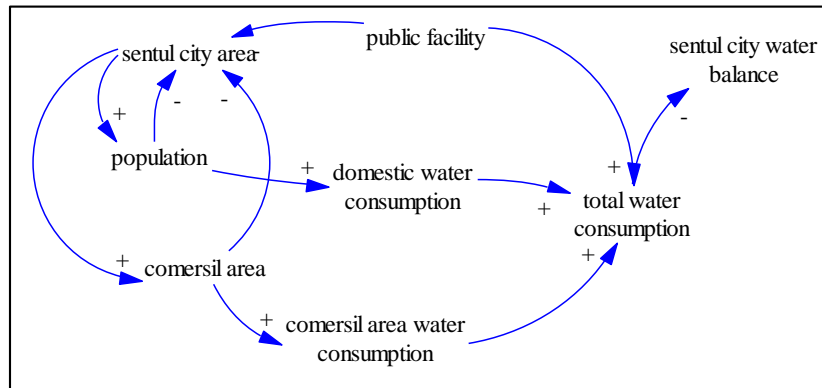 public facility
sentul city area-
sentul city water
balance
+
-
-
-
population
+
+
domestic water
consumption
+
total water
consumption
+
comersil area
+
+
comersil area water
consumption